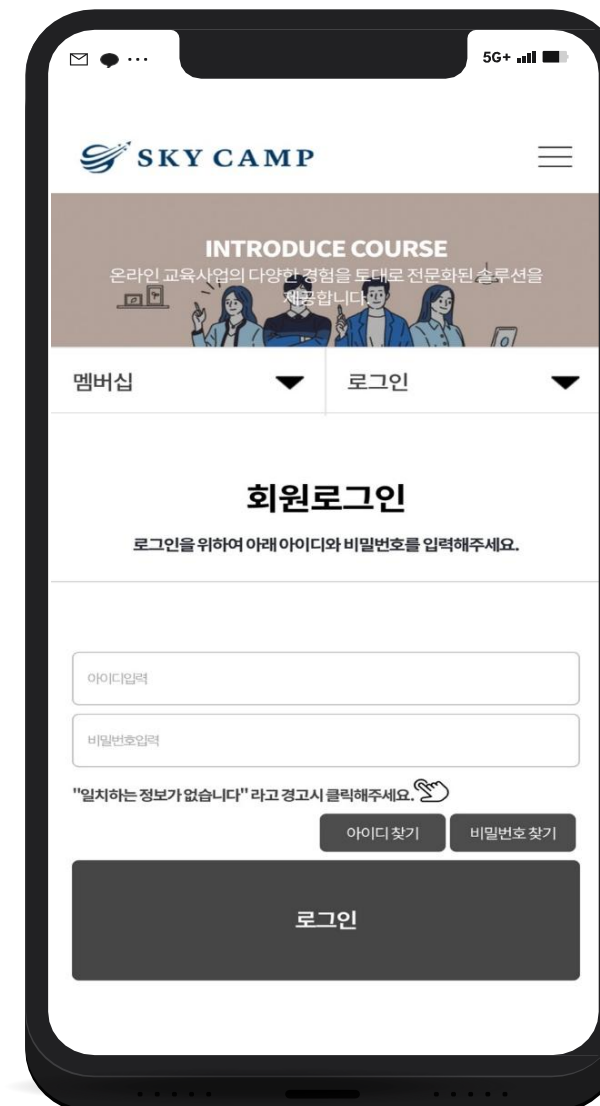 5G+
SKY CAMP
INTRODUCE COURSE
온라인 교육사업의 다양한 경험을 토대로 전문화된 솔루션을
제공합니다.
멤버십
로그인
회원로그인
로그인을 위하여 아래 아이디와 비밀번호를 입력해주세요.
아이디입력
비밀번호입력
"일치하는 정보가 없습니다" 라고 경고시 클릭해주세요.
아이디 찾기
비밀번호 찾기
로그인